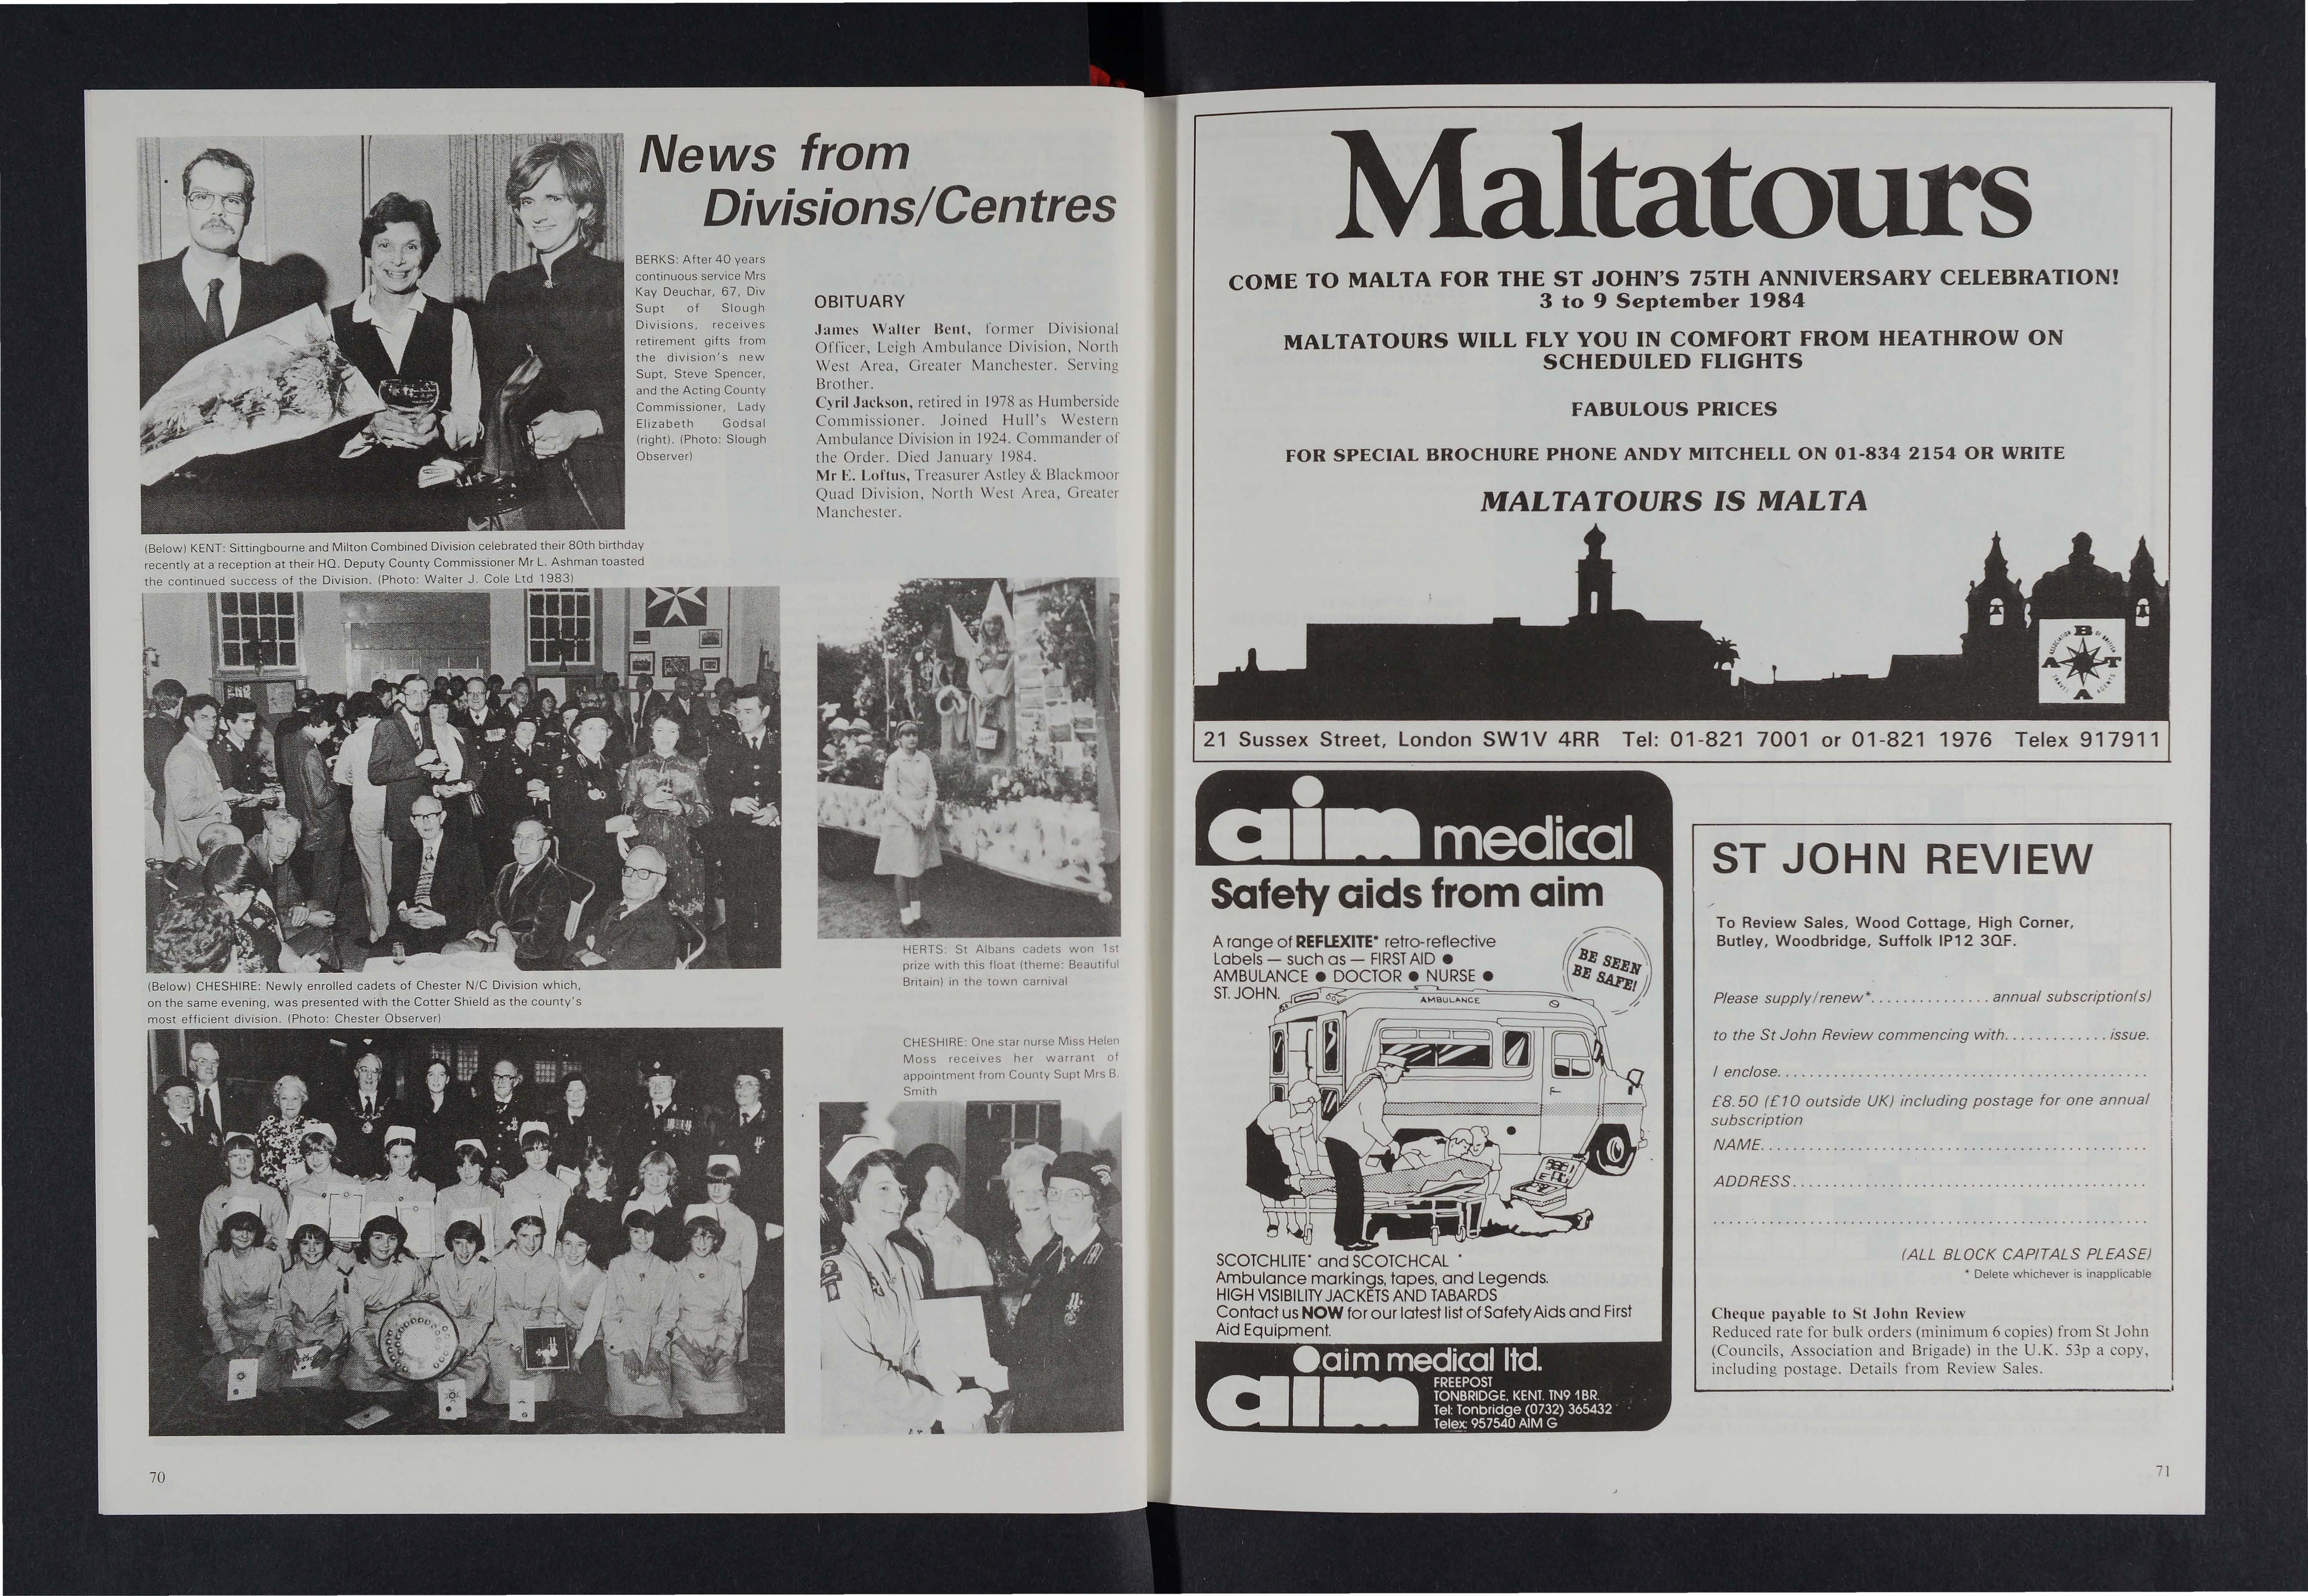 News from
Divisions/Centres
BERKS: After 40 years
continuous service Mrs
Kay Deuchar, 67, Div
Supt of Slough
Divisions, receives
retirement gifts from
the division's new
Supt, Steve Spencer,
and the Acting County
Commissioner, Lady
Elizabeth Godsal
(right). (Photo: Slough
Observer)
OBITUARY
James Walter Bent, former Divisional
Officer, Leigh Ambulance Division, North
West Area, Greater Manchester. Serving
Brother.
Cyril Jackson, retired in 1978 as Humberside
Commissioner. Joined Hull's Western
Ambulance Division in 1924. Commander of
the Order. Died January 1984.
Mr E. Loftus, Treasurer Astley & Blackmoor
Quad Division, North West Area, Greater
Manchester.
(Below) KENT: Sittingbourne and Milton Combined Division celebrated their 80th birthday
recently at a reception at their HQ. Deputy County Commissioner Mr L. Ashman toasted
the continued success of the Division. (Photo: Walter J. Cole Ltd 1983)
HERTS: St Albans cadets won 1st
prize with this float (theme: Beautiful
Britain) in the town carnival
(Below) CHESHIRE: Newly enrolled cadets of Chester N/C Division which,
on the same evening, was presented with the Cotter Shield as the county's
most efficient division. (Photo: Chester Observer)
CHESHIRE: One star nurse Miss Helen
Moss receives her warrant of
appointment from County Supt Mrs B.
Smith
70
Maltatours
COME TO MALTA FOR THE ST JOHN'S 75TH ANNIVERSARY CELEBRATION!
3 to 9 September 1984
MALTATOURS WILL FLY YOU IN COMFORT FROM HEATHROW ON
SCHEDULED FLIGHTS
FABULOUS PRICES
FOR SPECIAL BROCHURE PHONE ANDY MITCHELL ON 01-834 2154 OR WRITE
MALTATOURS IS MALTA
ASSOCIATION OF BRITISH TRAVEL AGENTS
A B T A
21 Sussex Street, London SW1V 4RR Tel: 01-821 7001 or 01-821 1976 Telex 917911
aim medical
Safety aids from aim
A range of REFLEXITE* retro-reflective
Labels — such as — FIRST AID ●
AMBULANCE ● DOCTOR ● NURSE ●
ST. JOHN.
BE SEEN
BE SAFE!
AMBULANCE
SCOTCHLITE* and SCOTCHCAL *
Ambulance markings, tapes, and Legends.
HIGH VISIBILITY JACKETS AND TABARDS
Contact us NOW for our latest list of Safety Aids and First
Aid Equipment.
aim
aim medical ltd.
FREEPOST
TONBRIDGE, KENT. TN9 1BR.
Tel: Tonbridge (0732) 365432
Telex: 957540 AIM G
ST JOHN REVIEW
To Review Sales, Wood Cottage, High Corner,
Butley, Woodbridge, Suffolk IP12 3QF.
Please supply/renew*...............annual subscription(s)
to the St John Review commencing with.............issue.
I enclose...............................................
£8.50 (£10 outside UK) including postage for one annual
subscription
NAME.................................................
ADDRESS.............................................
.......................................................
(ALL BLOCK CAPITALS PLEASE)
* Delete whichever is inapplicable
Cheque payable to St John Review
Reduced rate for bulk orders (minimum 6 copies) from St John
(Councils, Association and Brigade) in the U.K. 53p a copy,
including postage. Details from Review Sales.
71